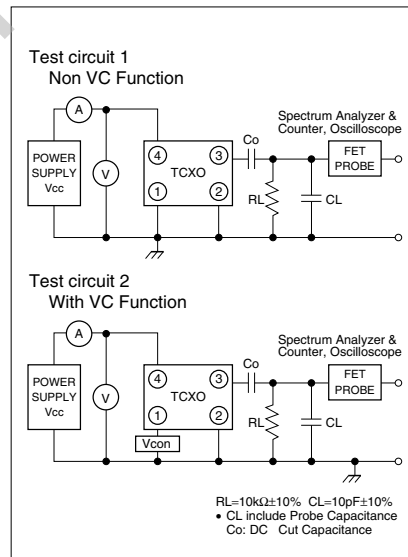 Test circuit 1
Non VC Function
A
Co
Spectrum Analyzer &
Counter, Oscilloscope
POWER
SUPPLY
Vcc
V
4
3
TCXO
1
2
RL
CL
FET
PROBE
Test circuit 2
With VC Function
A
Co
Spectrum Analyzer &
Counter, Oscilloscope
POWER
SUPPLY
Vcc
V
4
3
TCXO
1
2
Vcon
RL
CL
FET
PROBE
RL=10kΩ±10% CL=10pF±10%
• CL include Probe Capacitance
Co: DC Cut Capacitance